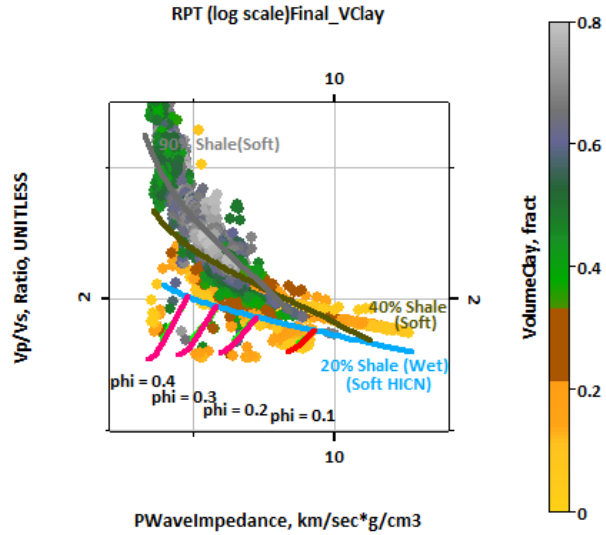 RPT (log scale)Final_VClay
10
0.8
90% Shale(Soft)
0.6
Vp/Vs, Ratio, UNITLESS
VolumeClay, fract
0.4
2
2
40% Shale
(Soft)
20% Shale (Wet)
(Soft HICN)
phi = 0.4
phi = 0.3
phi = 0.2
phi = 0.1
0.2
10
0
PWaveImpedance, km/sec*g/cm3